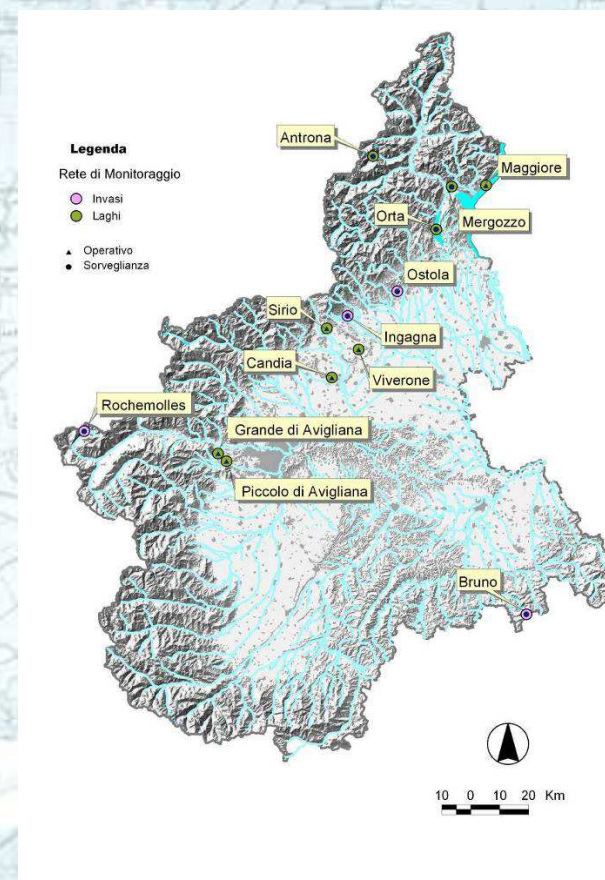 Legenda
Rete di Monitoraggio
Invasi
Laghi
Operativo
Sorveglianza
Antrona
Maggiore
Orta
Mergozzo
Ostola
Sirio
Ingagna
Candia
Viverone
Rochemolles
Grande di Avigliana
Piccolo di Avigliana
Bruno
10 0 10 20 Km